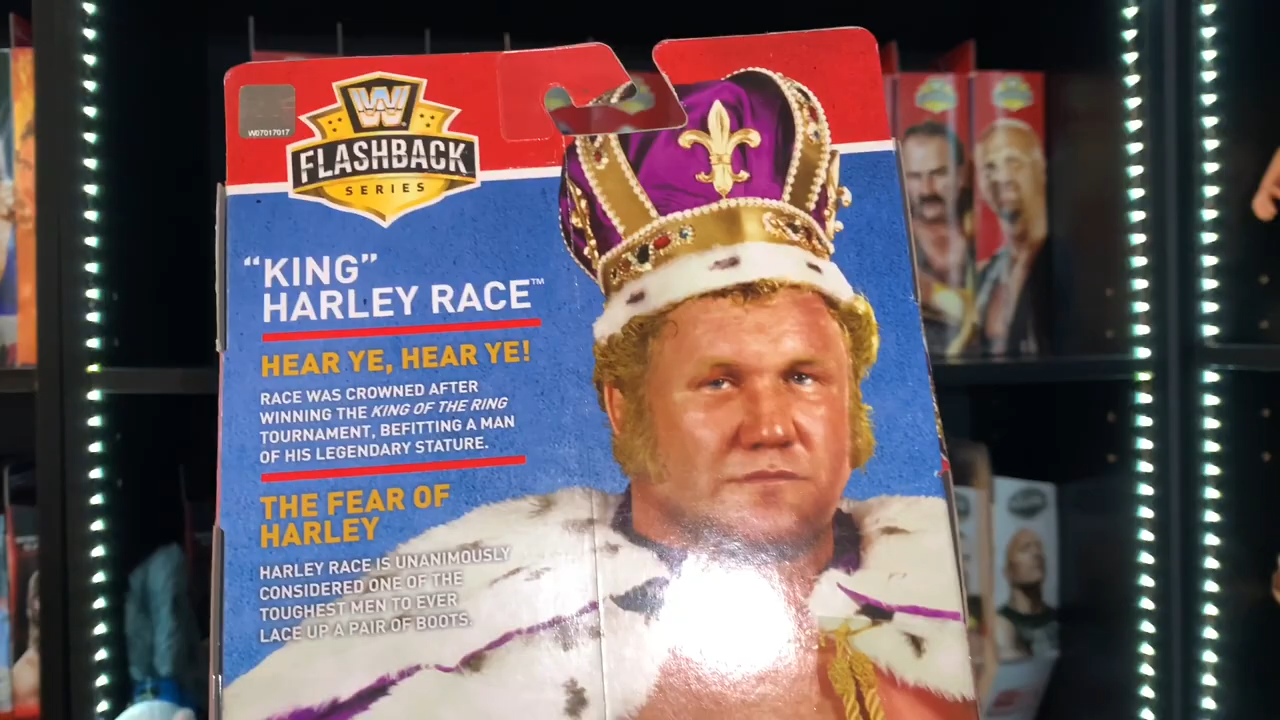 W07017017
W
FLASHBACK
SERIES
"KING"
HARLEY RACE™
HEAR YE, HEAR YE!
RACE WAS CROWNED AFTER
WINNING THE KING OF THE RING
TOURNAMENT, BEFITTING A MAN
OF HIS LEGENDARY STATURE.
THE FEAR OF
HARLEY
HARLEY RACE IS UNANIMOUSLY
CONSIDERED ONE OF THE
TOUGHEST MEN TO EVER
LACE UP A PAIR OF BOOTS.